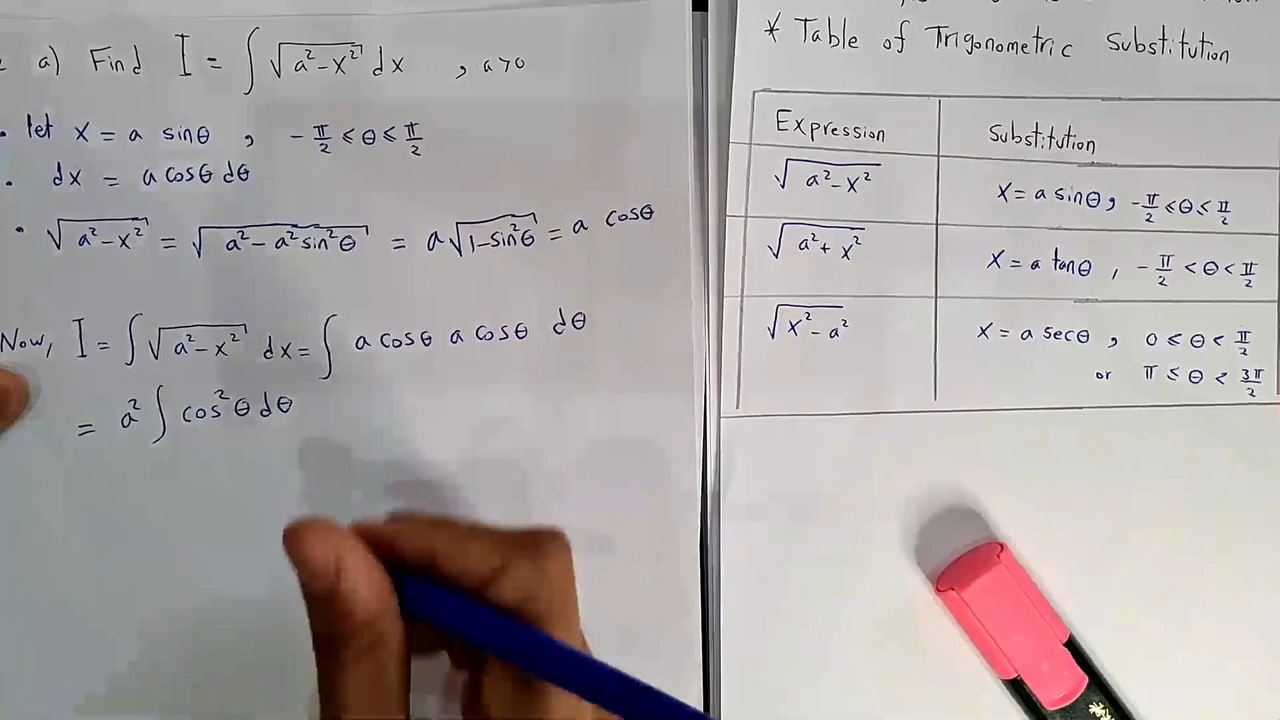 a) Find I = ∫ √(a²-x²) dx , a>0
• let x = a sinθ , -π/2 ≤ θ ≤ π/2
• dx = a cosθ dθ
• √(a²-x²) = √(a²-a²sin²θ) = a√(1-sin²θ) = a cosθ
Now, I = ∫ √(a²-x²) dx = ∫ a cosθ a cosθ dθ
= a² ∫ cos²θ dθ
* Table of Trigonometric Substitution
Expression Substitution
√(a²-x²) x = a sinθ, -π/2 ≤ θ ≤ π/2
√(a²+x²) x = a tanθ , -π/2 < θ < π/2
√(x²-a²) x = a secθ , 0 ≤ θ < π/2
or π ≤ θ < 3π/2